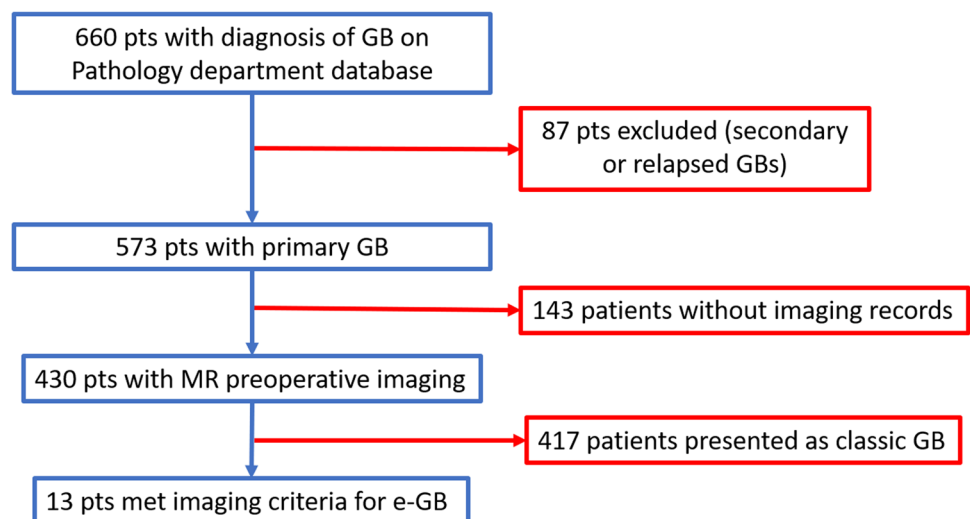 660 pts with diagnosis of GB on
Pathology department database
87 pts excluded (secondary
or relapsed GBs)
573 pts with primary GB
143 patients without imaging records
430 pts with MR preoperative imaging
417 patients presented as classic GB
13 pts met imaging criteria for e-GB